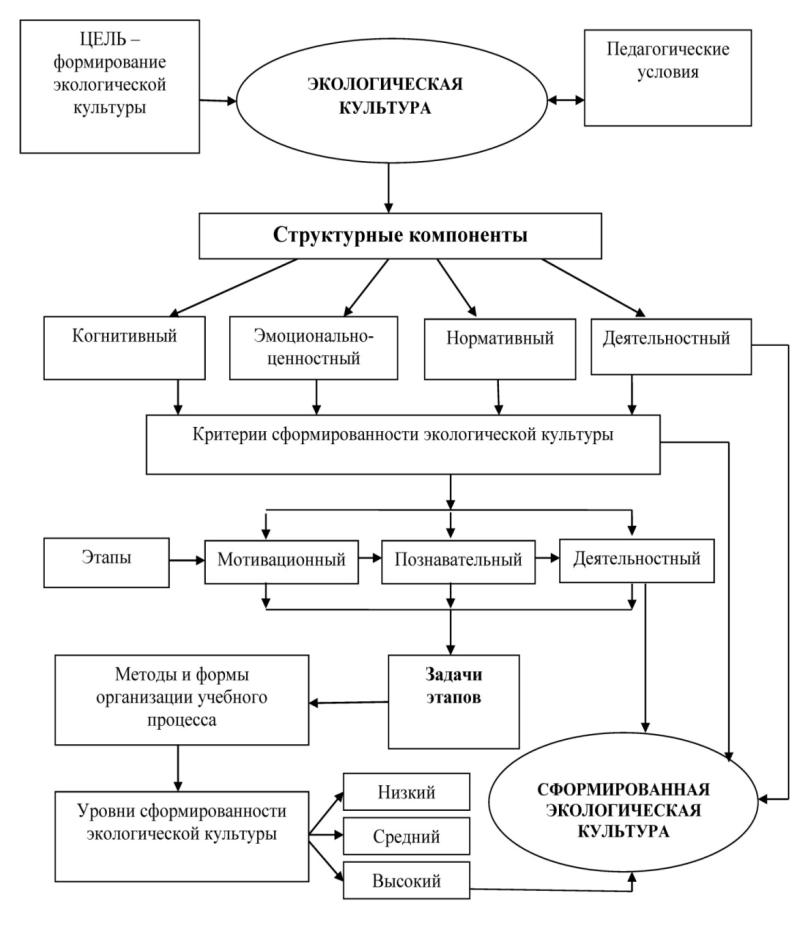 ЦЕЛЬ –
формирование
экологической
культуры
ЭКОЛОГИЧЕСКАЯ
КУЛЬТУРА
Педагогические
условия
Структурные компоненты
Когнитивный
Эмоционально-
ценностный
Нормативный
Деятельностный
Критерии сформированности экологической культуры
Этапы
Мотивационный
Познавательный
Деятельностный
Методы и формы
организации учебного
процесса
Задачи
этапов
Уровни сформированности
экологической культуры
Низкий
Средний
Высокий
СФОРМИРОВАННАЯ
ЭКОЛОГИЧЕСКАЯ
КУЛЬТУРА